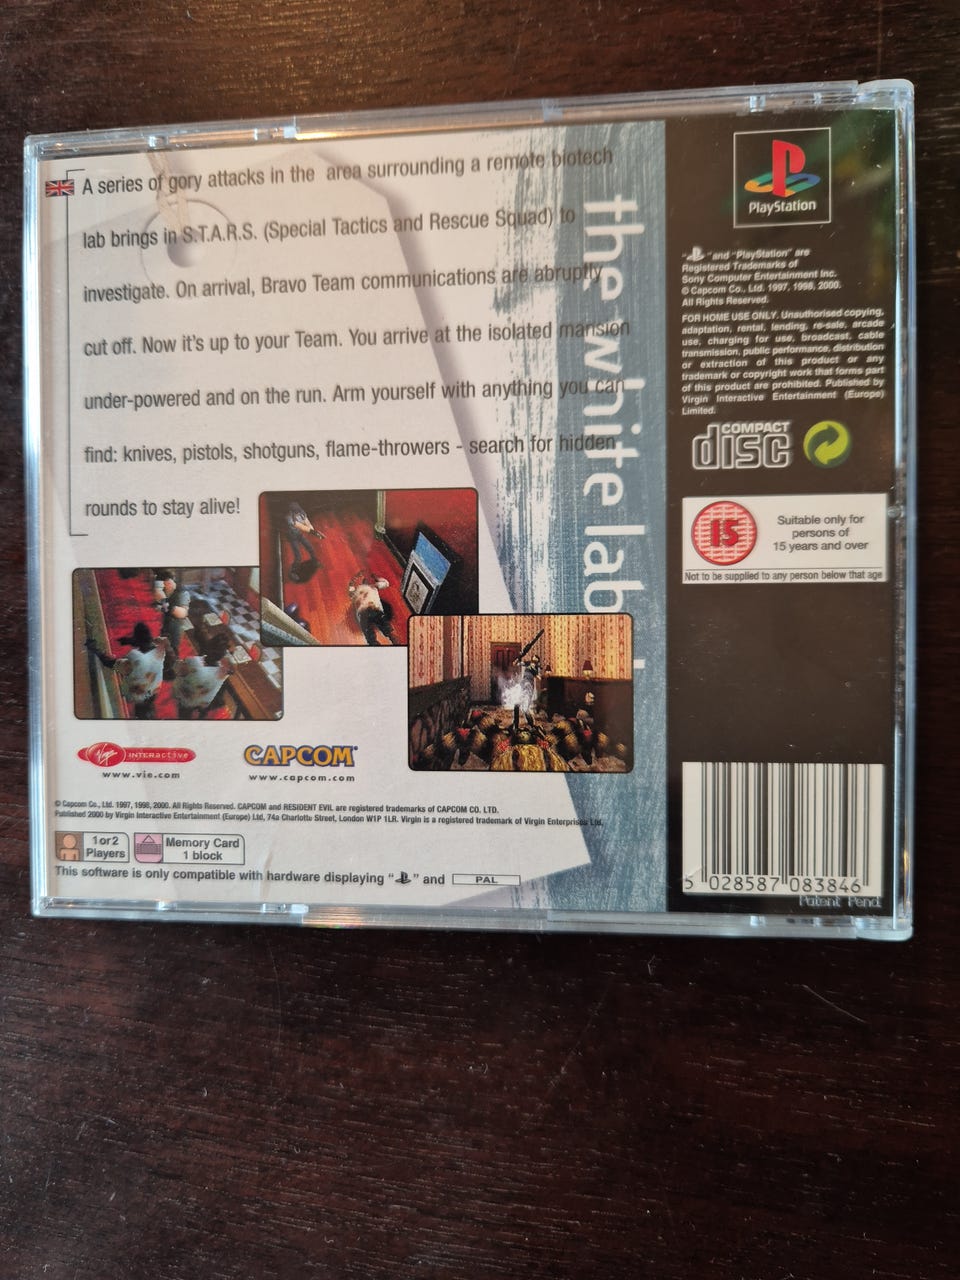 A series of gory attacks in the area surrounding a remote biotech
lab brings in S.T.A.R.S. (Special Tactics and Rescue Squad) to
investigate. On arrival, Bravo Team communications are abruptly
cut off. Now it's up to your Team. You arrive at the isolated mansion
under-powered and on the run. Arm yourself with anything you can
find: knives, pistols, shotguns, flame-throwers - search for hidden
rounds to stay alive!
the white lab
Virgin INTERactive
www.vie.com
CAPCOM
www.capcom.com
© Capcom Co., Ltd. 1997, 1998, 2000. All Rights Reserved. CAPCOM and RESIDENT EVIL are registered trademarks of CAPCOM CO. LTD.
Published 2000 by Virgin Interactive Entertainment (Europe) Ltd, 74a Charlotte Street, London W1P 1LR. Virgin is a registered trademark of Virgin Enterprises Ltd.
1 or 2
Players
Memory Card
1 block
This software is only compatible with hardware displaying " " and PAL
PlayStation
" " and "PlayStation" are
Registered Trademarks of
Sony Computer Entertainment Inc.
© Capcom Co., Ltd. 1997, 1998, 2000.
All Rights Reserved.
FOR HOME USE ONLY. Unauthorised copying,
adaptation, rental, lending, re-sale, arcade
use, charging for use, broadcast, cable
transmission, public performance, distribution
or extraction of this product or any
trademark or copyright work that forms part
of this product are prohibited. Published by
Virgin Interactive Entertainment (Europe)
Limited.
COMPACT
disc
15
Suitable only for
persons of
15 years and over
Not to be supplied to any person below that age
5 028587 083846
Patent Pend.